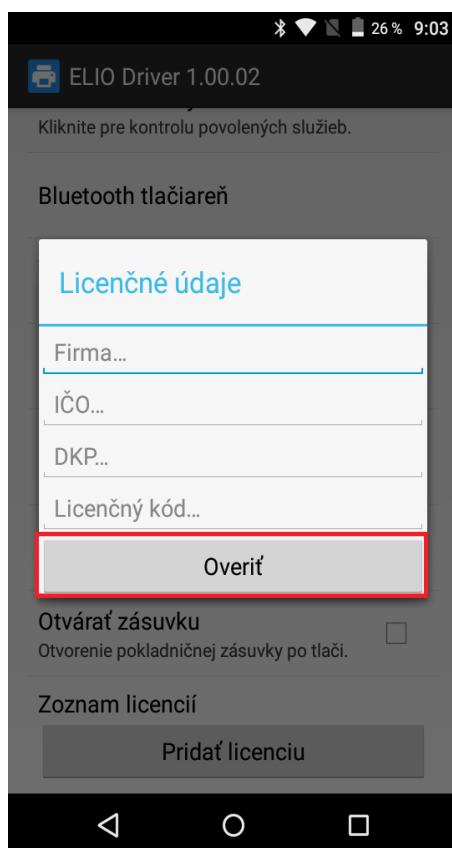 26 % 9:03
ELIO Driver 1.00.02
Kliknite pre kontrolu povolených služieb.
Bluetooth tlačiareň
Licenčné údaje
Firma...
IČO...
DKP...
Licenčný kód...
Overiť
Otvárať zásuvku
Otvorenie pokladničnej zásuvky po tlači.
Zoznam licencií
Pridať licenciu